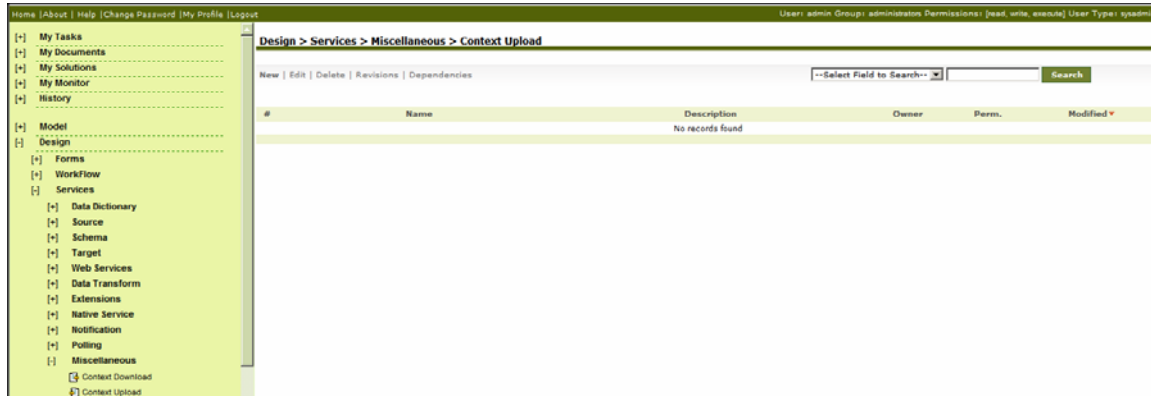 Home |About | Help |Change Password |My Profile |Logout
User: admin Group: administrators Permissions: [read, write, execute] User Type: sysadmi
[+] My Tasks
[+] My Documents
[+] My Solutions
[+] My Monitor
[+] History
[+] Model
[-] Design
[+] Forms
[+] WorkFlow
[-] Services
[+] Data Dictionary
[+] Source
[+] Schema
[+] Target
[+] Web Services
[+] Data Transform
[+] Extensions
[+] Native Service
[+] Notification
[+] Polling
[-] Miscellaneous
Context Download
Context Upload
Design > Services > Miscellaneous > Context Upload
New | Edit | Delete | Revisions | Dependencies
--Select Field to Search-- Search
# Name Description Owner Perm. Modified
No records found